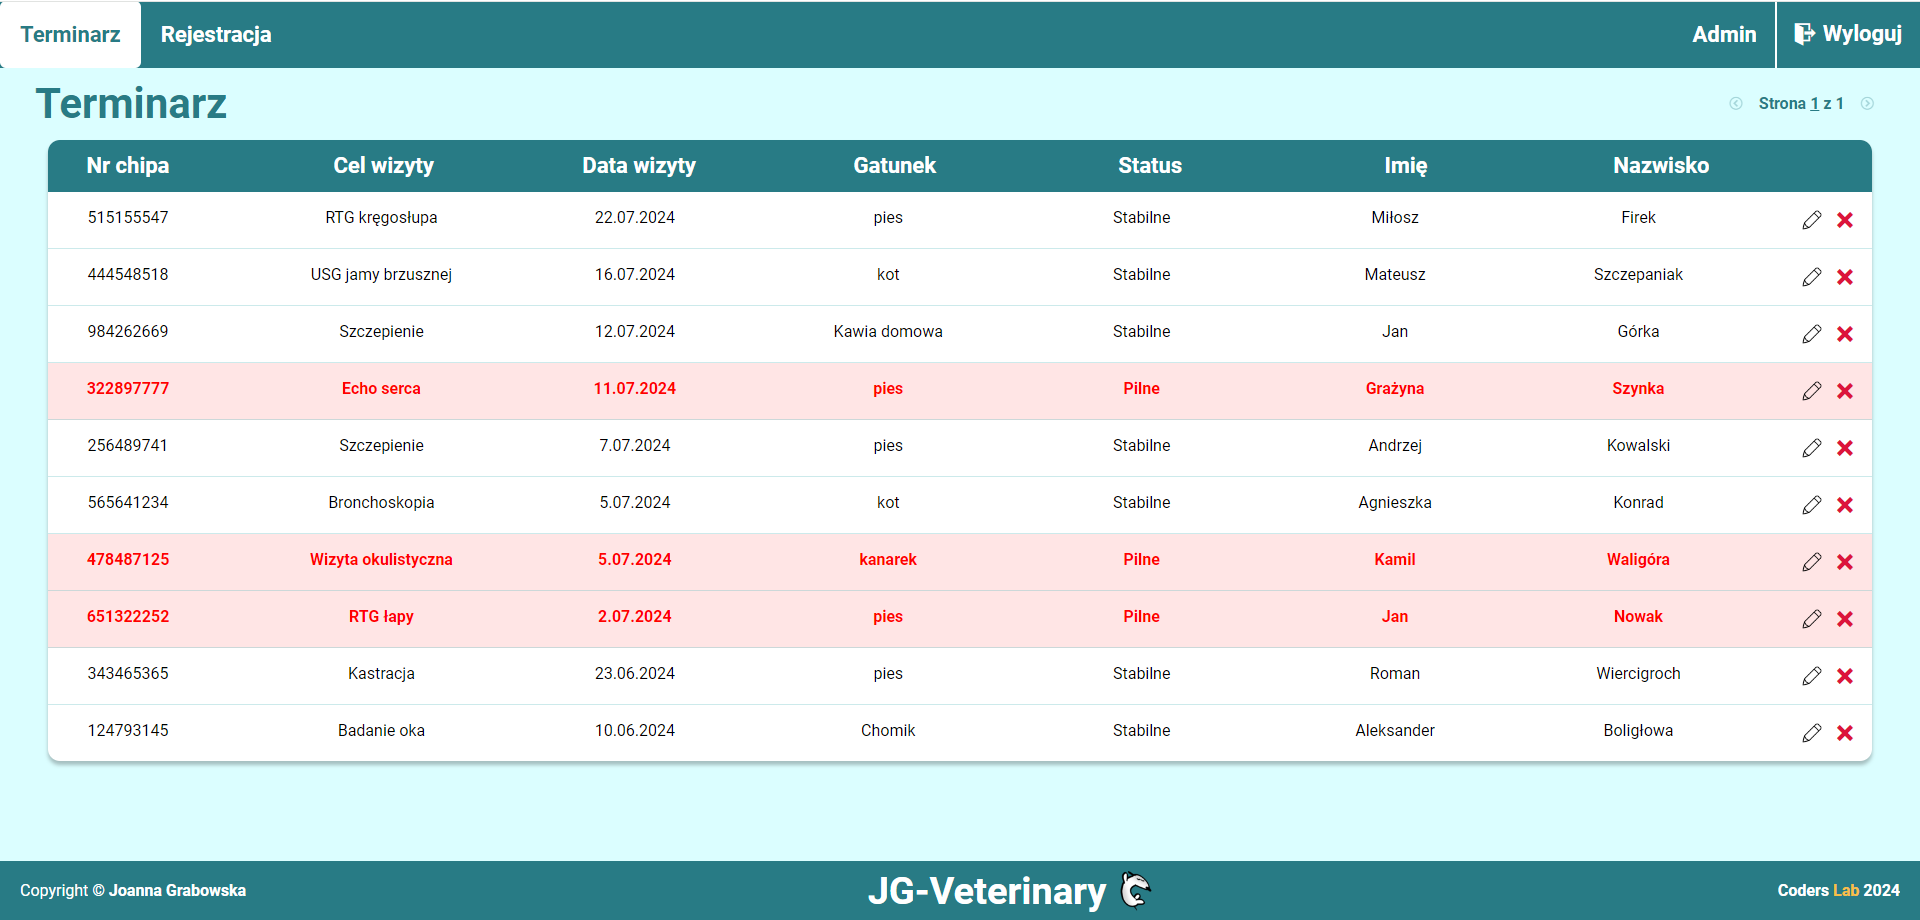 Terminarz Rejestracja Admin Wyloguj
Terminarz Strona 1 z 1
Nr chipa Cel wizyty Data wizyty Gatunek Status Imię Nazwisko
515155547 RTG kręgosłupa 22.07.2024 pies Stabilne Miłosz Firek
444548518 USG jamy brzusznej 16.07.2024 kot Stabilne Mateusz Szczepaniak
984262669 Szczepienie 12.07.2024 Kawia domowa Stabilne Jan Górka
322897777 Echo serca 11.07.2024 pies Pilne Grażyna Szynka
256489741 Szczepienie 7.07.2024 pies Stabilne Andrzej Kowalski
565641234 Bronchoskopia 5.07.2024 kot Stabilne Agnieszka Konrad
478487125 Wizyta okulistyczna 5.07.2024 kanarek Pilne Kamil Waligóra
651322252 RTG łapy 2.07.2024 pies Pilne Jan Nowak
343465365 Kastracja 23.06.2024 pies Stabilne Roman Wiercigroch
124793145 Badanie oka 10.06.2024 Chomik Stabilne Aleksander Boligłowa
Copyright © Joanna Grabowska JG-Veterinary Coders Lab 2024